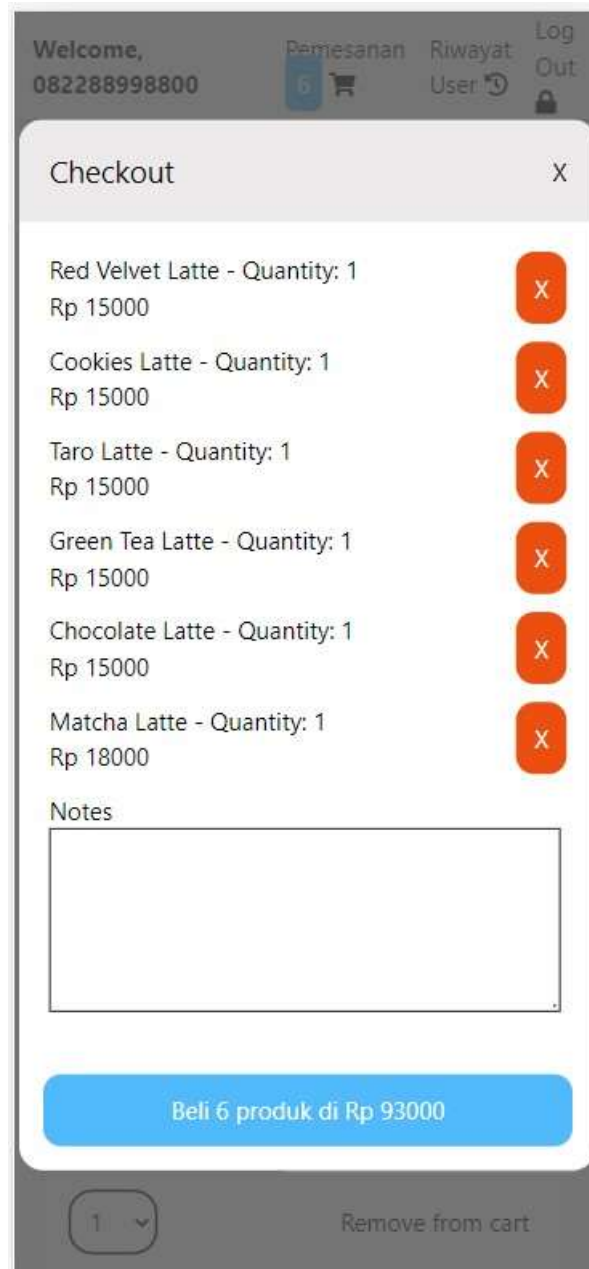 Welcome,
082288998800
Pemesanan
6
Riwayat
User
Log
Out
Checkout
X
Red Velvet Latte - Quantity: 1
Rp 15000
X
Cookies Latte - Quantity: 1
Rp 15000
X
Taro Latte - Quantity: 1
Rp 15000
X
Green Tea Latte - Quantity: 1
Rp 15000
X
Chocolate Latte - Quantity: 1
Rp 15000
X
Matcha Latte - Quantity: 1
Rp 18000
X
Notes
Beli 6 produk di Rp 93000
1
Remove from cart